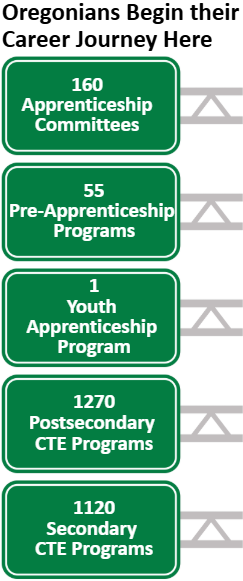 Oregonians Begin their
Career Journey Here
160
Apprenticeship
Committees
55
Pre-Apprenticeship
Programs
1
Youth
Apprenticeship
Program
1270
Postsecondary
CTE Programs
1120
Secondary
CTE Programs